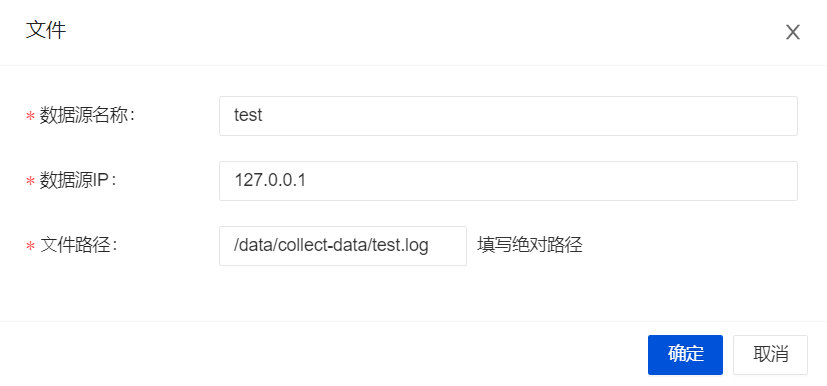 文件
* 数据源名称： test
* 数据源IP： 127.0.0.1
* 文件路径： /data/collect-data/test.log 填写绝对路径
确定 取消